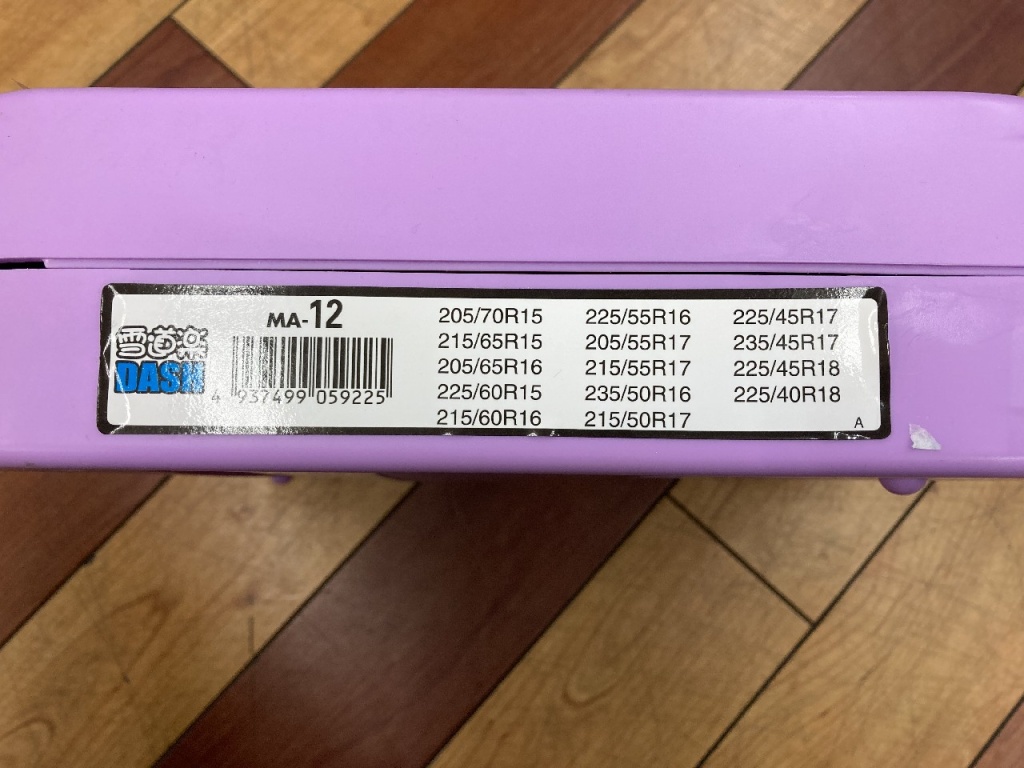 雪道楽
DASH
MA-12
4 937499 059225
205/70R15
215/65R15
205/65R16
225/60R15
215/60R16
225/55R16
205/55R17
215/55R17
235/50R16
215/50R17
225/45R17
235/45R17
225/45R18
225/40R18
A